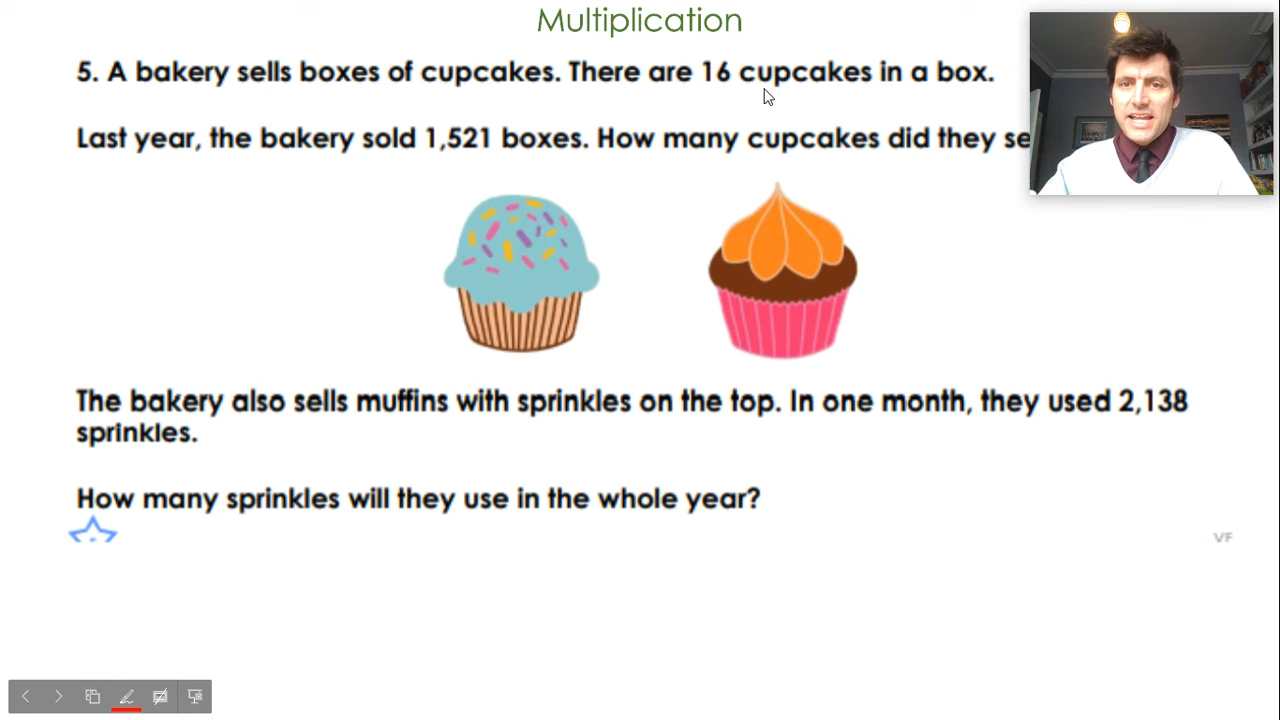 Multiplication
5. A bakery sells boxes of cupcakes. There are 16 cupcakes in a box.
Last year, the bakery sold 1,521 boxes. How many cupcakes did they
The bakery also sells muffins with sprinkles on the top. In one month, they used 2,138
sprinkles.
How many sprinkles will they use in the whole year?
VF